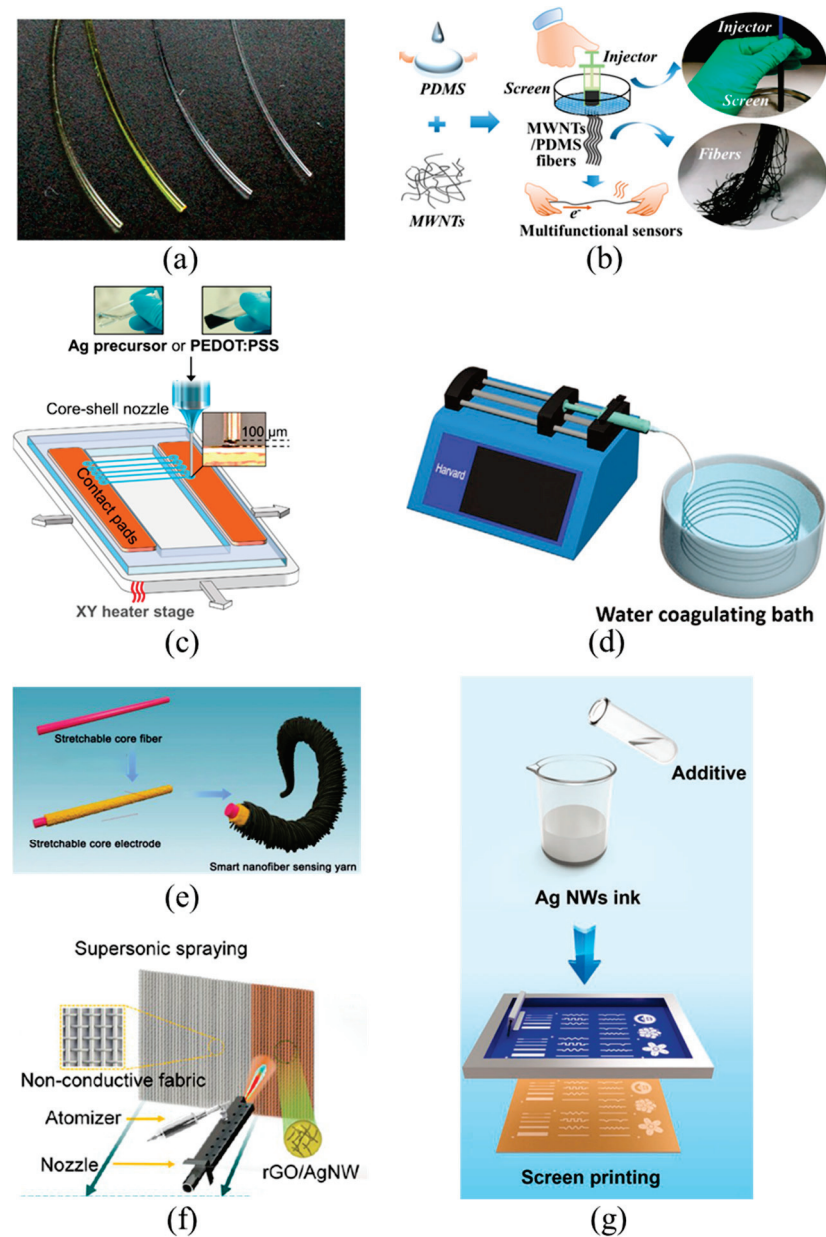 (a)
PDMS
+
MWNTs
Injector
Screen
MWNTs
/PDMS
fibers
e-
Multifunctional sensors
Injector
Screen
Fibers
(b)
Ag precursor or PEDOT:PSS
Core-shell nozzle
100 µm
Contact pads
XY heater stage
(c)
Harvard
Water coagulating bath
(d)
Stretchable core fiber
Stretchable core electrode
Smart nanofiber sensing yarn
(e)
Supersonic spraying
Non-conductive fabric
Atomizer
Nozzle
rGO/AgNW
(f)
Additive
Ag NWs ink
Screen printing
(g)